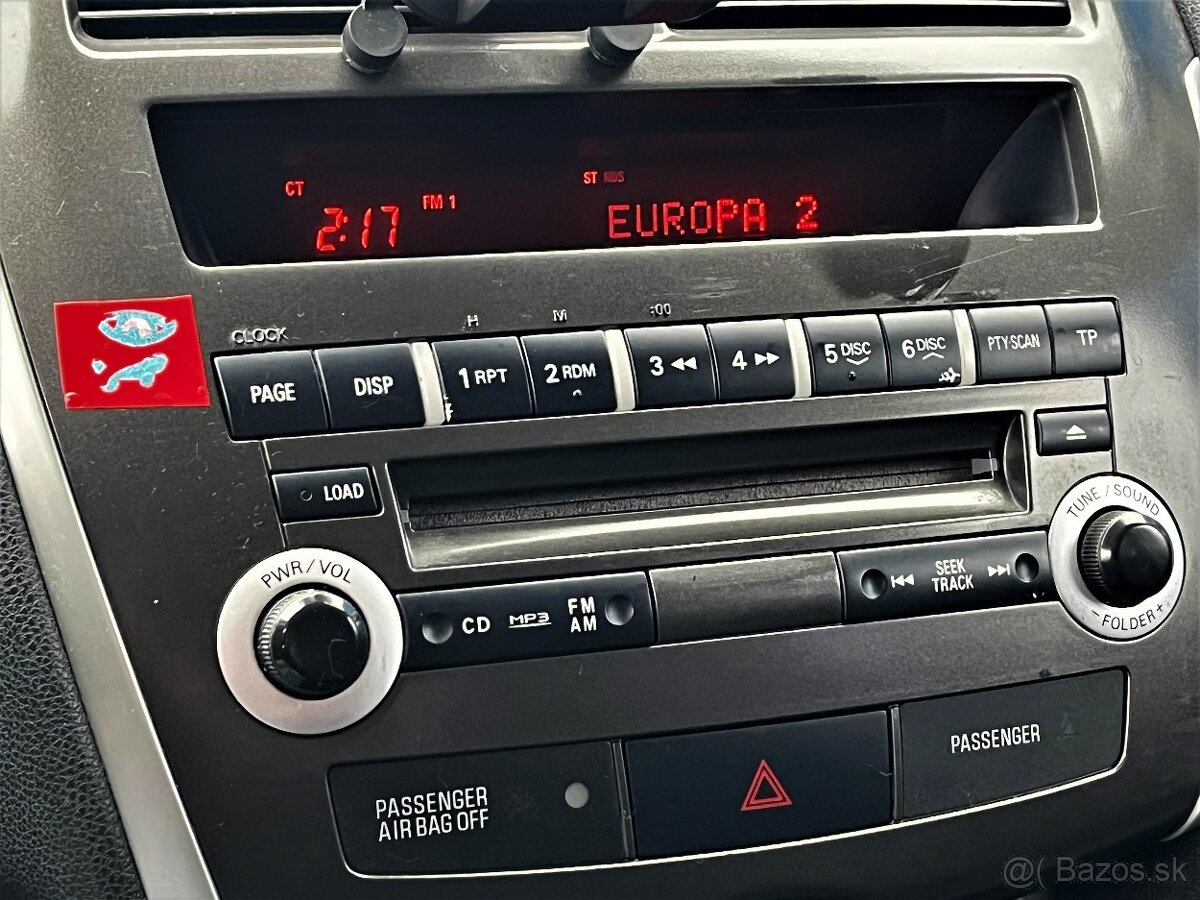 CT
2:17
FM 1
ST RDS
EUROPA 2
CLOCK
H
M
:00
PAGE
DISP
1 RPT
2 RDM
3
4
5 DISC
6 DISC
PTY·SCAN
TP
LOAD
PWR/VOL
CD
MP3
FM
AM
SEEK
TRACK
TUNE / SOUND
- FOLDER +
PASSENGER
AIR BAG OFF
PASSENGER
@( Bazos.sk